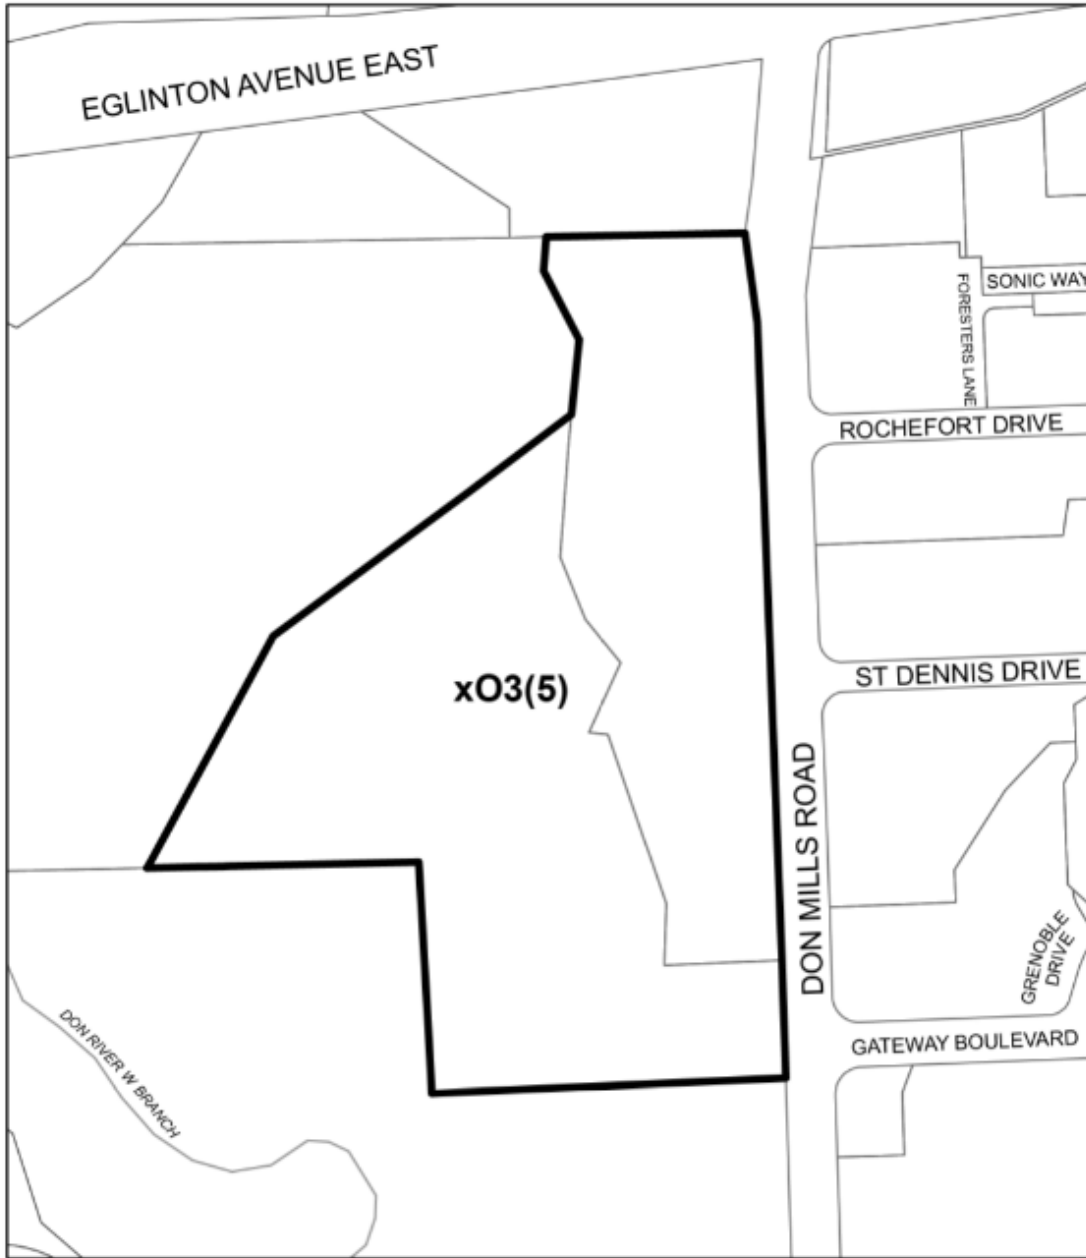 EGLINTON AVENUE EAST
SONIC WAY
FORESTERS LANE
ROCHEFORT DRIVE
xO3(5)
ST DENNIS DRIVE
DON MILLS ROAD
GRENOBLE
DRIVE
DON RIVER W BRANCH
GATEWAY BOULEVARD